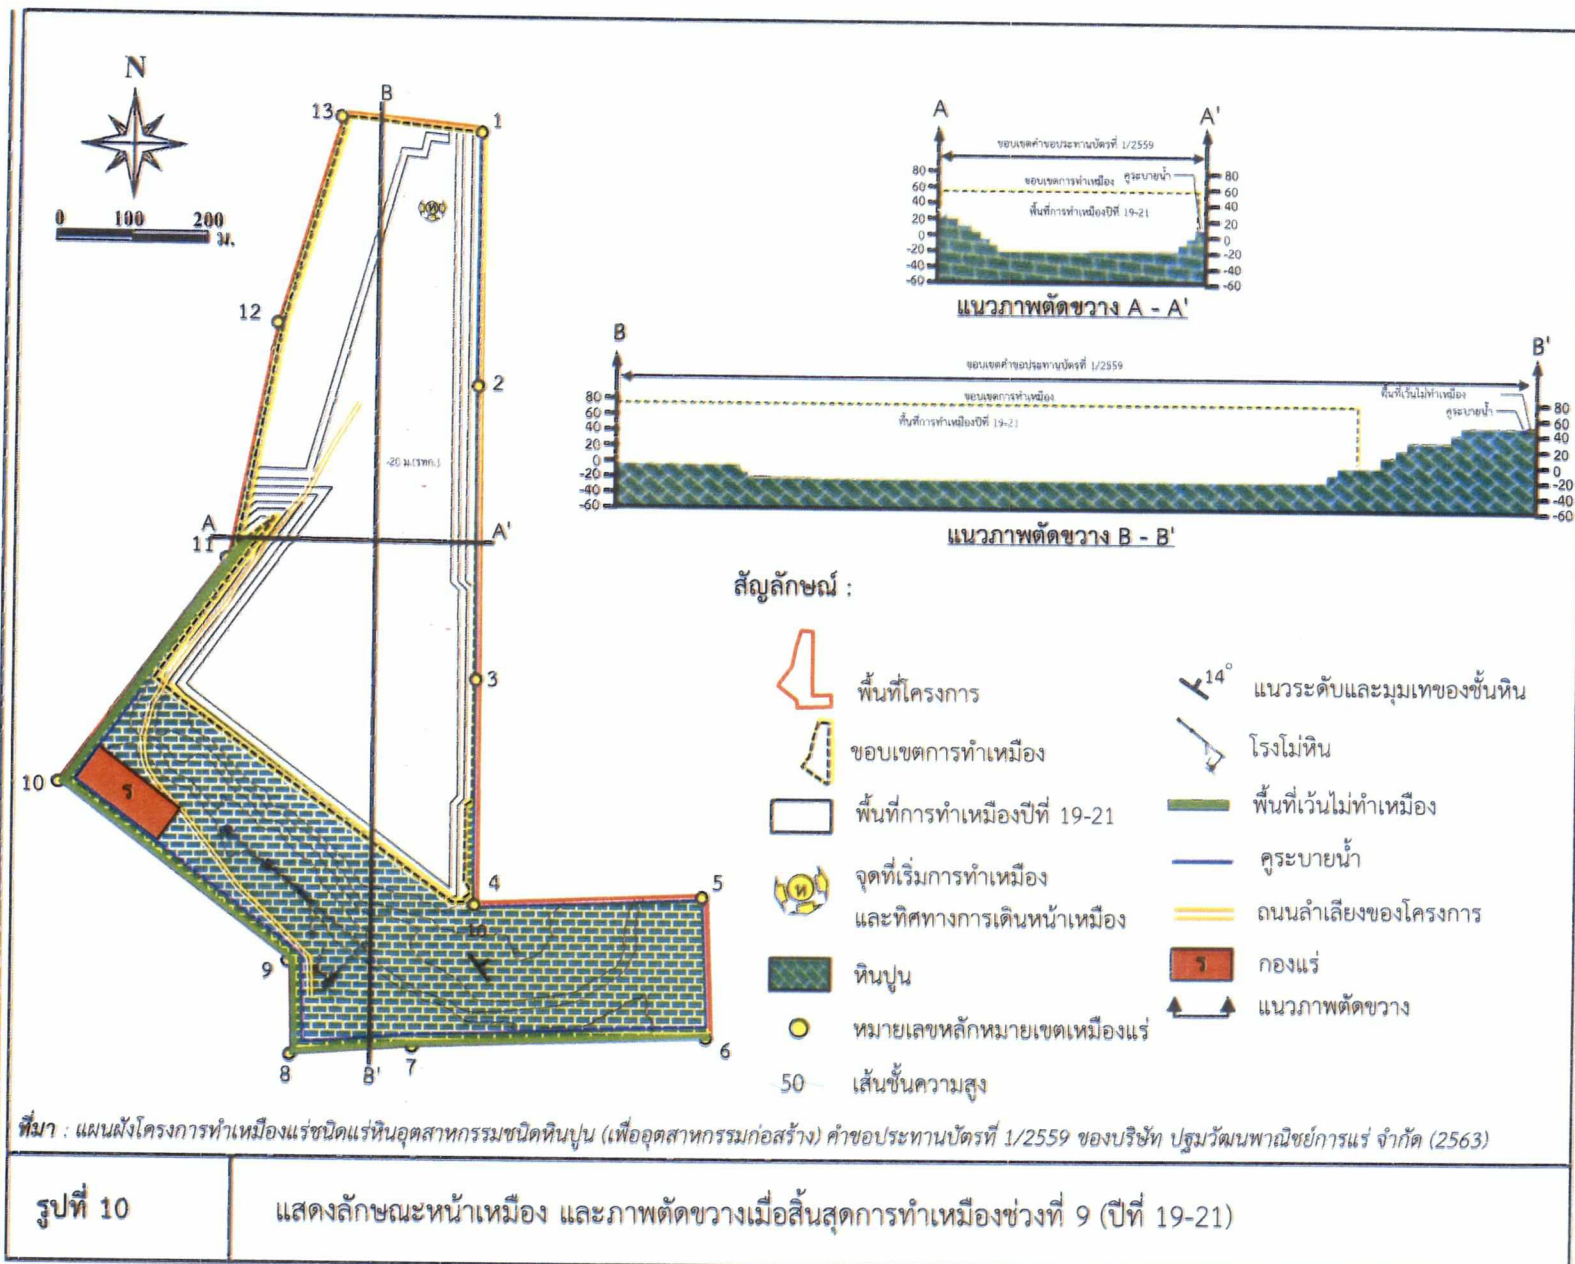 N
0 100 200
ม.
B
13
1
ห
12
2
-20 ม.(รทก.)
A
A'
11
3
10
ร
4
5
10
9
8
B'
7
6
A
A'
ขอบเขตคำขอประทานบัตรที่ 1/2559
ขอบเขตการทำเหมือง
คูระบายน้ำ
พื้นที่การทำเหมืองปีที่ 19-21
80
60
40
20
0
-20
-40
-60
80
60
40
20
0
-20
-40
-60
แนวภาพตัดขวาง A - A'
B
B'
ขอบเขตคำขอประทานบัตรที่ 1/2559
ขอบเขตการทำเหมือง
พื้นที่เว้นไม่ทำเหมือง
คูระบายน้ำ
พื้นที่การทำเหมืองปีที่ 19-21
80
60
40
20
0
-20
-40
-60
80
60
40
20
0
-20
-40
-60
แนวภาพตัดขวาง B - B'
สัญลักษณ์ :
พื้นที่โครงการ
ขอบเขตการทำเหมือง
พื้นที่การทำเหมืองปีที่ 19-21
ห
จุดที่เริ่มการทำเหมือง
และทิศทางการเดินหน้าเหมือง
หินปูน
หมายเลขหลักหมายเขตเหมืองแร่
50 เส้นชั้นความสูง
14° แนวระดับและมุมเทของชั้นหิน
โรงโม่หิน
พื้นที่เว้นไม่ทำเหมือง
คูระบายน้ำ
ถนนลำเลียงของโครงการ
ร กองแร่
แนวภาพตัดขวาง
ที่มา : แผนผังโครงการทำเหมืองแร่ชนิดแร่หินอุตสาหกรรมชนิดหินปูน (เพื่ออุตสาหกรรมก่อสร้าง) คำขอประทานบัตรที่ 1/2559 ของบริษัท ปฐมวัฒนพาณิชย์การแร่ จำกัด (2563)
รูปที่ 10
แสดงลักษณะหน้าเหมือง และภาพตัดขวางเมื่อสิ้นสุดการทำเหมืองช่วงที่ 9 (ปีที่ 19-21)